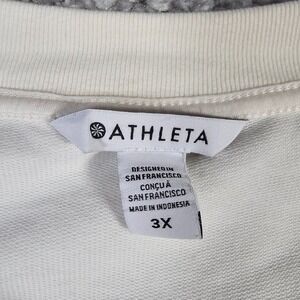 ATHLETA
DESIGNED IN
SAN FRANCISCO
CONÇU À
SAN FRANCISCO
MADE IN INDONESIA
3X